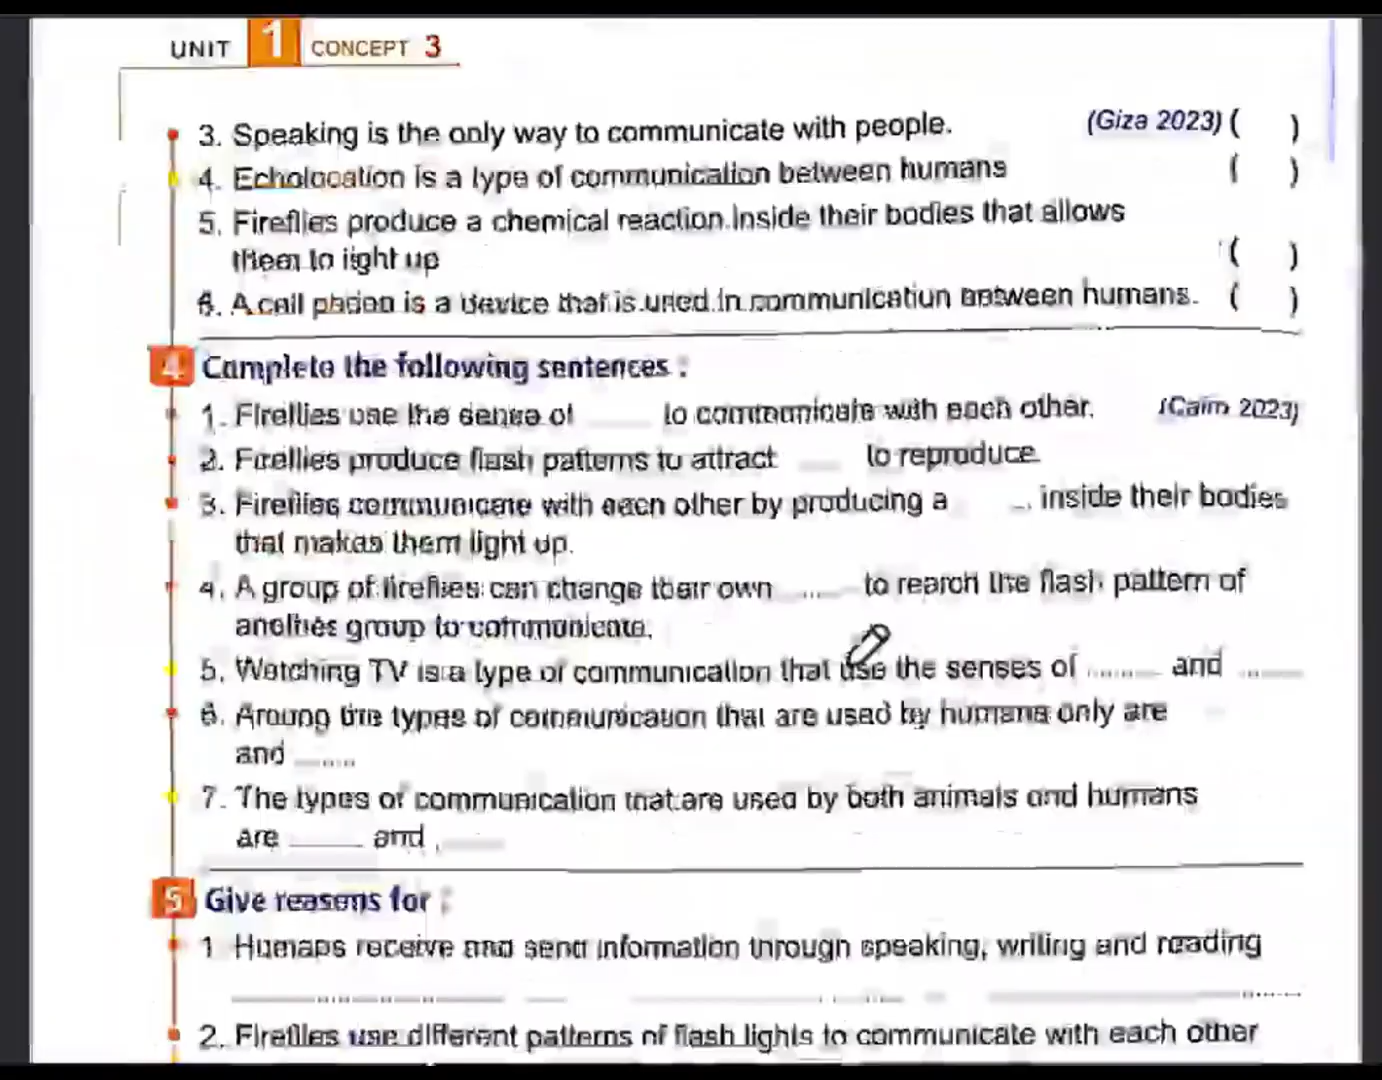 UNIT 1 CONCEPT 3
3. Speaking is the only way to communicate with people. (Giza 2023) ( )
4. Echolocation is a type of communication between humans ( )
5. Fireflies produce a chemical reaction inside their bodies that allows
them to light up ( )
6. A cell phone is a device that is used in communication between humans. ( )
4 Complete the following sentences :
1. Fireflies use the sense of ...... to communicate with each other. (Cairo 2023)
2. Fireflies produce flash patterns to attract ...... to reproduce.
3. Fireflies communicate with each other by producing a ...... inside their bodies
that makes them light up.
4. A group of fireflies can change their own ...... to the flash pattern of
another group to communicate.
5. Watching TV is a type of communication that use the senses of ........ and ........
6. Among the types of communication that are used by humans only are
and ........
7. The types of communication that are used by both animals and humans
are ........ and ........
5 Give reasons for :
1. Humans receive and send information through speaking, writing and reading
2. Fireflies use different patterns of flash lights to communicate with each other